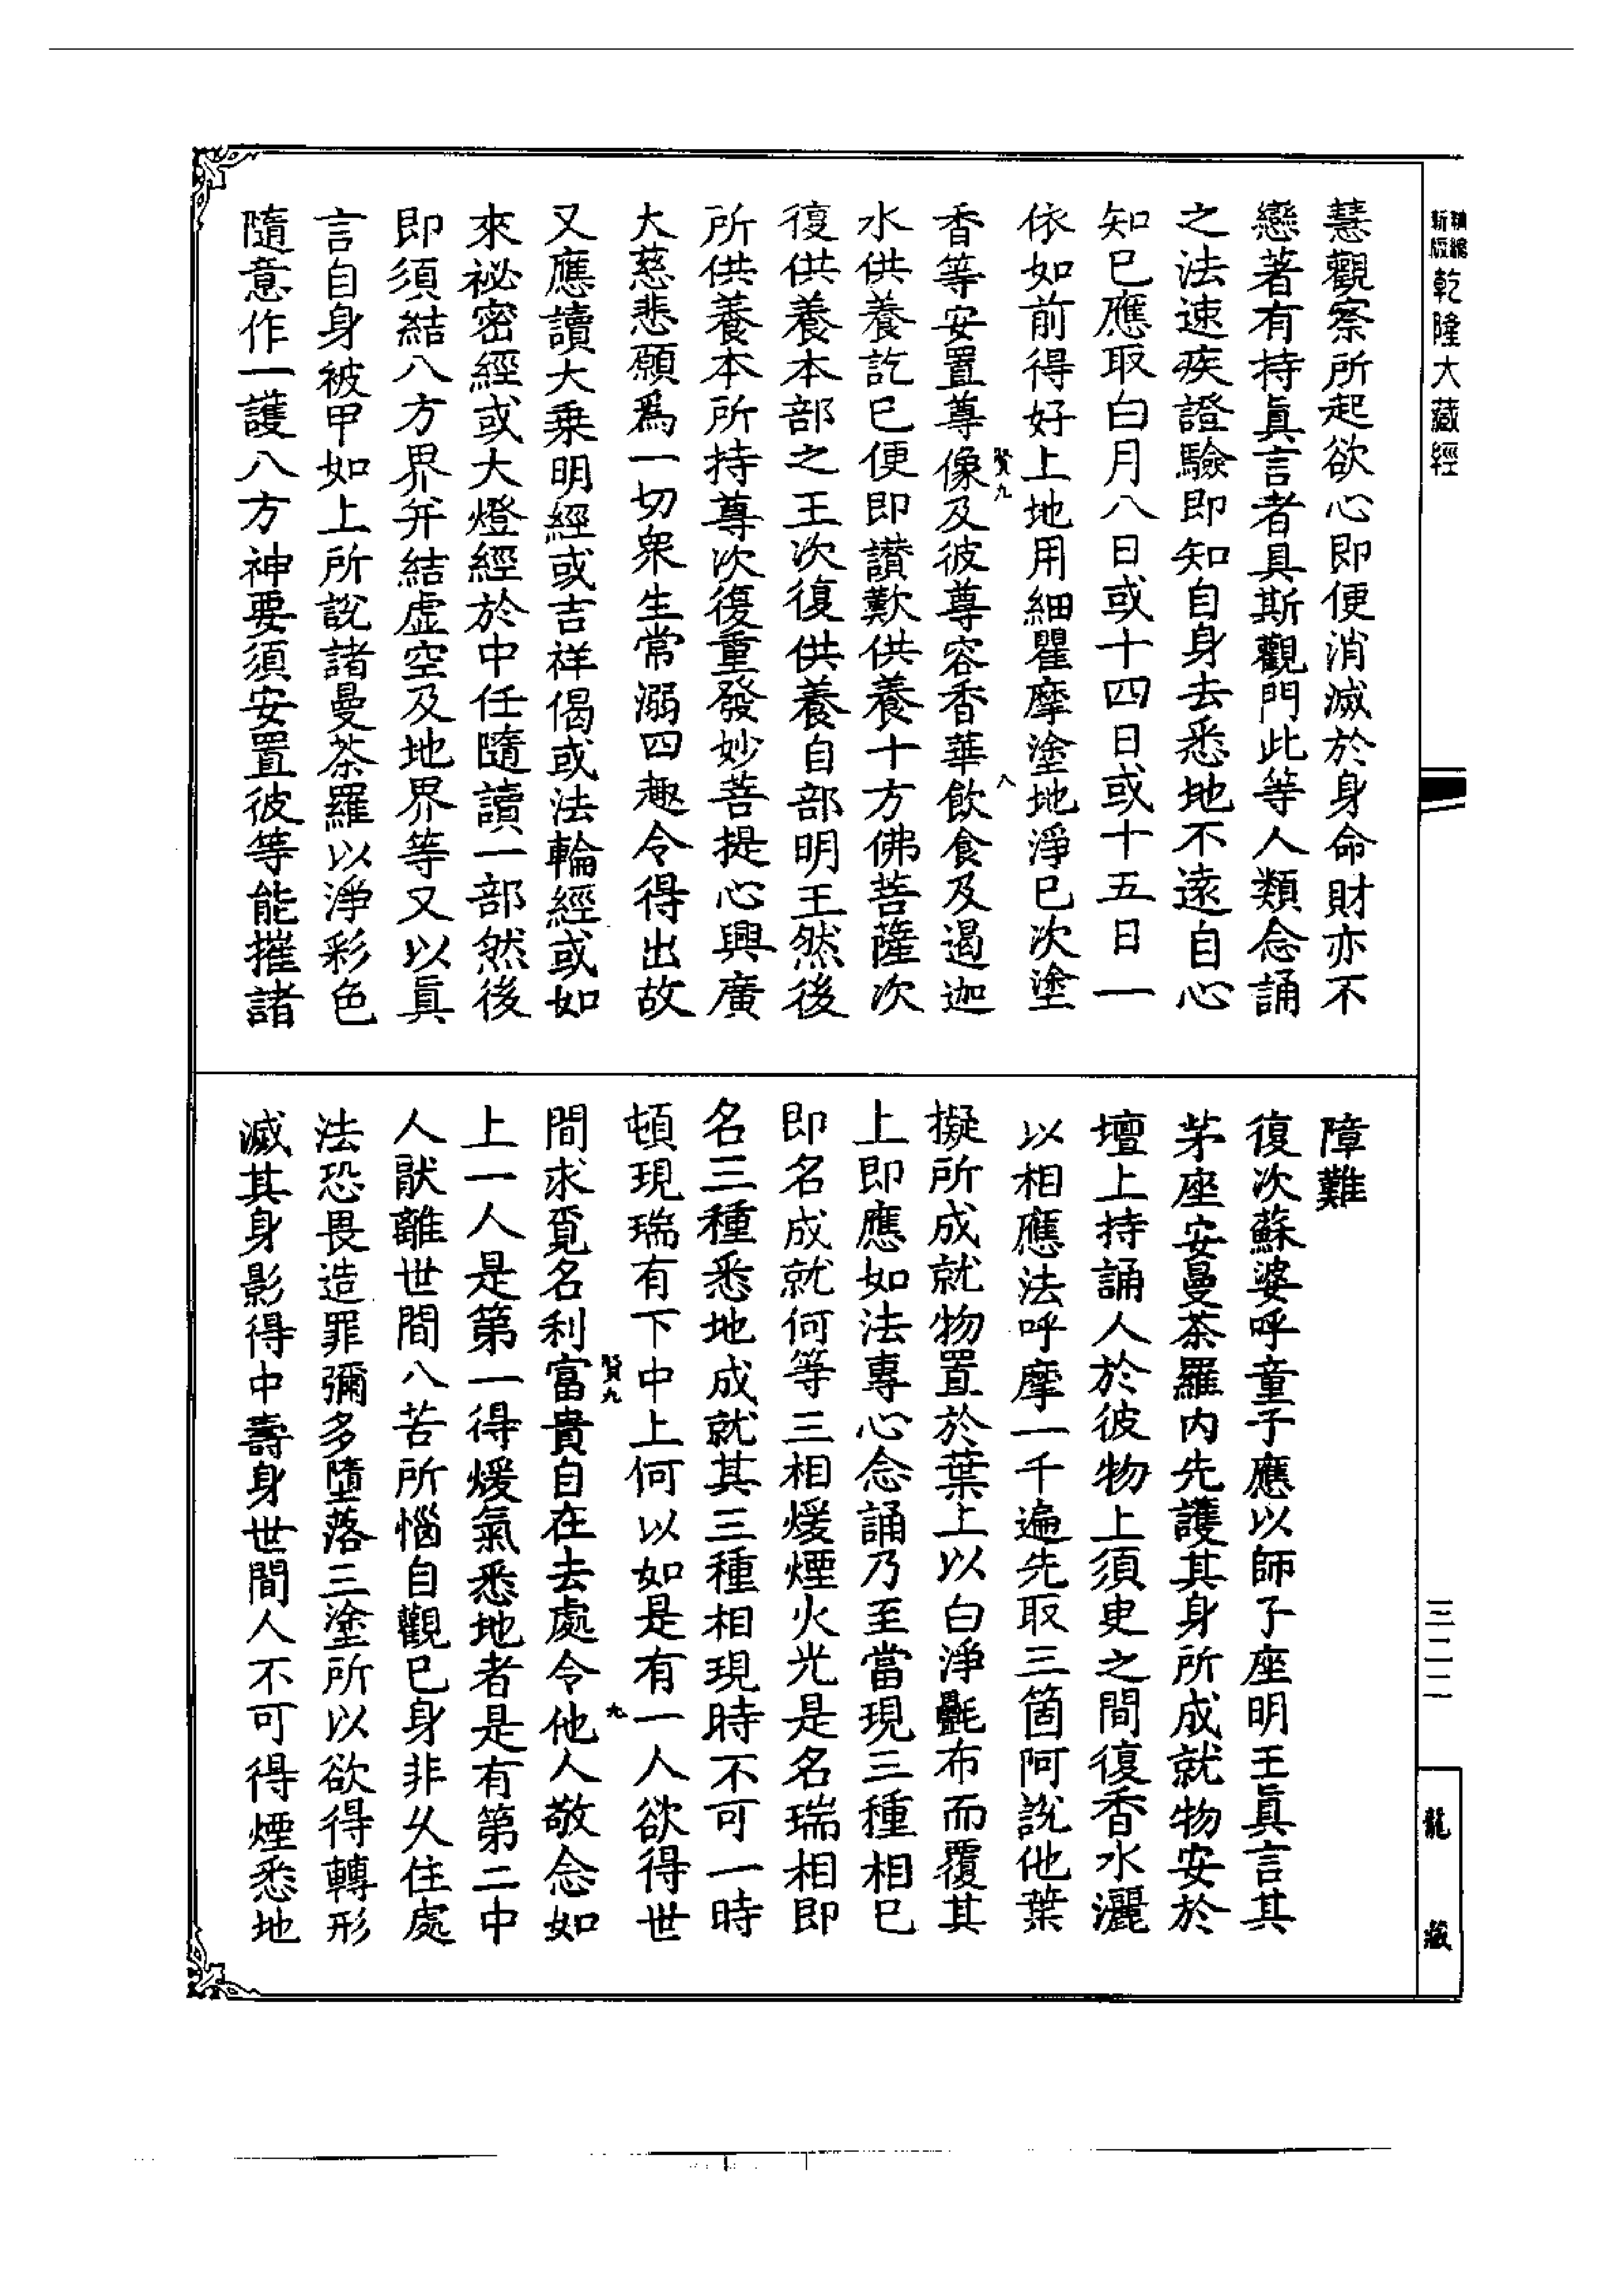 新版精編
乾隆大藏經
慧觀察所起欲心即便消滅於身命財亦不
戀著有持眞言者具斯觀門此等人類念誦
之法速疾證驗即知自身去悉地不遠自心
知已應取白月八日或十四日或十五日一
依如前得好上地用細瞿摩塗地淨已次塗
賢九
八
香等安置尊像及彼尊容香華飲食及遏迦
水供養訖已便即讚歎供養十方佛菩薩次
復供養本部之王次復供養自部明王然後
所供養本所持尊次復重發妙菩提心興廣
大慈悲願爲一切衆生常溺四趣令得出故
又應讀大乗明經或吉祥偈或法輪經或如
來祕密經或大燈經於中任隨讀一部然後
即須結八方界并結虛空及地界等又以眞
言自身被甲如上所說諸曼荼羅以淨彩色
隨意作一護八方神要須安置彼等能摧諸
障難
復次蘇婆呼童子應以師子座明王眞言其
茅座安曼荼羅内先護其身所成就物安於
壇上持誦人於彼物上須臾之間復香水灑
以相應法呼摩一千遍先取三箇阿說他葉
擬所成就物置於葉上以白淨㲲布而覆其
上即應如法專心念誦乃至當現三種相已
即名成就何等三相煖煙火光是名瑞相即
名三種悉地成就其三種相現時不可一時
頓現瑞有下中上何以如是有一人欲得世
賢九
九
間求覓名利富貴自在去處令他人敬念如
上一人是第一得煖氣悉地者是有第二中
人猒離世間八苦所惱自觀已身非久住處
法恐畏造罪彌多墮落三塗所以欲得轉形
滅其身影得中壽身世間人不可得煙悉地
三二二
龍藏